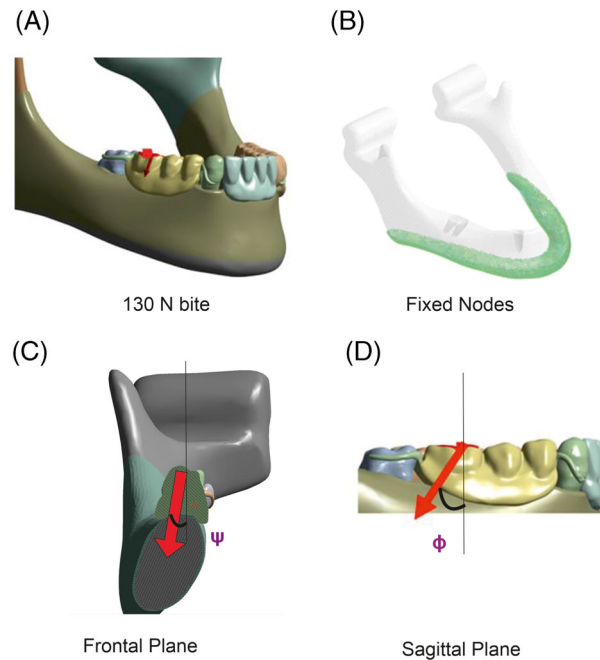 (A)
(B)
130 N bite
Fixed Nodes
(C)
(D)
Ψ
Φ
Frontal Plane
Sagittal Plane